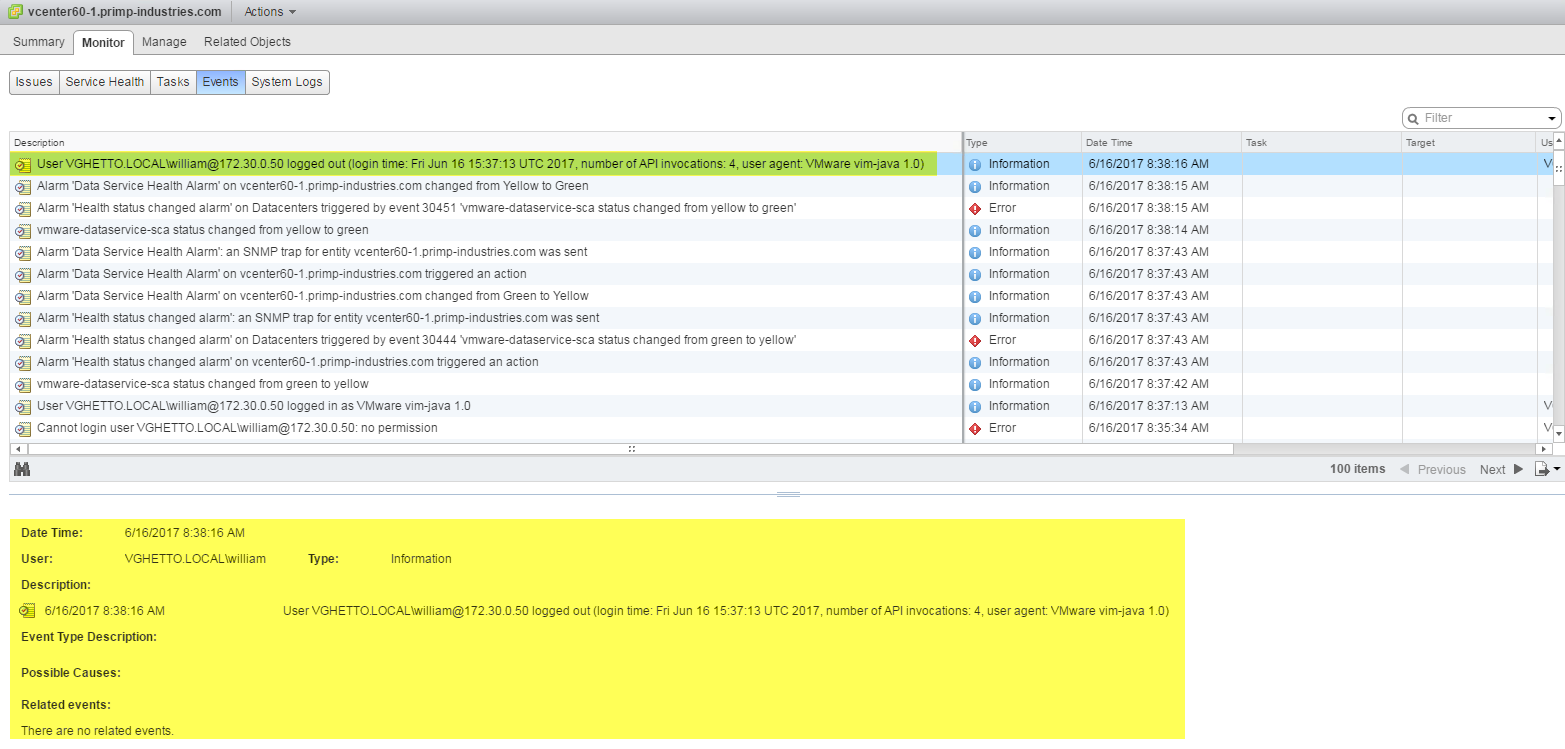 vcenter60-1.primp-industries.com Actions
Summary Monitor Manage Related Objects
Issues Service Health Tasks Events System Logs
Filter
Description Type Date Time Task Target Us
User VGHETTO.LOCAL\william@172.30.0.50 logged out (login time: Fri Jun 16 15:37:13 UTC 2017, number of API invocations: 4, user agent: VMware vim-java 1.0) Information 6/16/2017 8:38:16 AM V
Alarm 'Data Service Health Alarm' on vcenter60-1.primp-industries.com changed from Yellow to Green Information 6/16/2017 8:38:15 AM
Alarm 'Health status changed alarm' on Datacenters triggered by event 30451 'vmware-dataservice-sca status changed from yellow to green' Error 6/16/2017 8:38:15 AM
vmware-dataservice-sca status changed from yellow to green Information 6/16/2017 8:38:14 AM
Alarm 'Data Service Health Alarm': an SNMP trap for entity vcenter60-1.primp-industries.com was sent Information 6/16/2017 8:37:43 AM
Alarm 'Data Service Health Alarm' on vcenter60-1.primp-industries.com triggered an action Information 6/16/2017 8:37:43 AM
Alarm 'Data Service Health Alarm' on vcenter60-1.primp-industries.com changed from Green to Yellow Information 6/16/2017 8:37:43 AM
Alarm 'Health status changed alarm': an SNMP trap for entity vcenter60-1.primp-industries.com was sent Information 6/16/2017 8:37:43 AM
Alarm 'Health status changed alarm' on Datacenters triggered by event 30444 'vmware-dataservice-sca status changed from green to yellow' Error 6/16/2017 8:37:43 AM
Alarm 'Health status changed alarm' on vcenter60-1.primp-industries.com triggered an action Information 6/16/2017 8:37:43 AM
vmware-dataservice-sca status changed from green to yellow Information 6/16/2017 8:37:42 AM
User VGHETTO.LOCAL\william@172.30.0.50 logged in as VMware vim-java 1.0 Information 6/16/2017 8:37:13 AM V
Cannot login user VGHETTO.LOCAL\william@172.30.0.50: no permission Error 6/16/2017 8:35:34 AM V
100 items Previous Next
Date Time: 6/16/2017 8:38:16 AM
User: VGHETTO.LOCAL\william Type: Information
Description:
6/16/2017 8:38:16 AM User VGHETTO.LOCAL\william@172.30.0.50 logged out (login time: Fri Jun 16 15:37:13 UTC 2017, number of API invocations: 4, user agent: VMware vim-java 1.0)
Event Type Description:
Possible Causes:
Related events:
There are no related events.